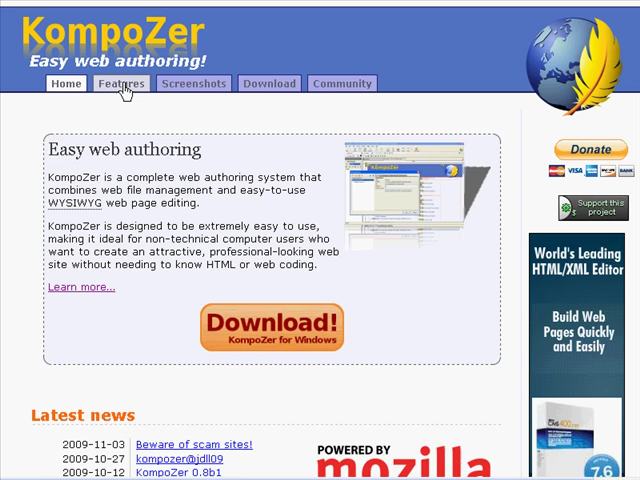 KompoZer
Easy web authoring!
Home Features Screenshots Download Community
Easy web authoring
KompoZer is a complete web authoring system that
combines web file management and easy-to-use
WYSIWYG web page editing.
KompoZer is designed to be extremely easy to use,
making it ideal for non-technical computer users who
want to create an attractive, professional-looking web
site without needing to know HTML or web coding.
Learn more...
Download!
KompoZer for Windows
Latest news
2009-11-03 Beware of scam sites!
2009-10-27 kompozer@jdll09
2009-10-12 KompoZer 0.8b1
POWERED BY
mozilla
Donate
VISA
Support this
project
World's Leading
HTML/XML Editor
Build Web
Pages Quickly
and Easily
7.6